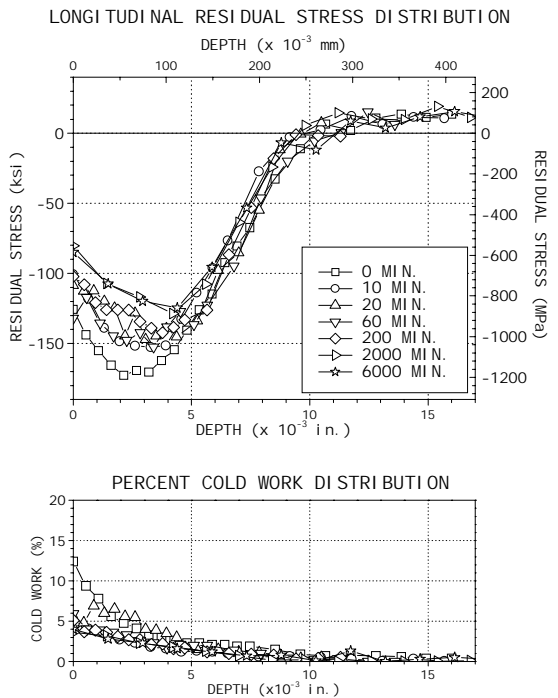 LONGITUDINAL RESIDUAL STRESS DISTRIBUTION
DEPTH (x 10⁻³ mm)
0 100 200 300 400
0
-50
-100
-150
RESIDUAL STRESS (ksi)
200
0
-200
-400
-600
-800
-1000
-1200
RESIDUAL STRESS (MPa)
0 MIN.
10 MIN.
20 MIN.
60 MIN.
200 MIN.
2000 MIN.
6000 MIN.
0 5 10 15
DEPTH (x 10⁻³ in.)
PERCENT COLD WORK DISTRIBUTION
20
15
10
5
0
COLD WORK (%)
0 5 10 15
DEPTH (x 10⁻³ in.)